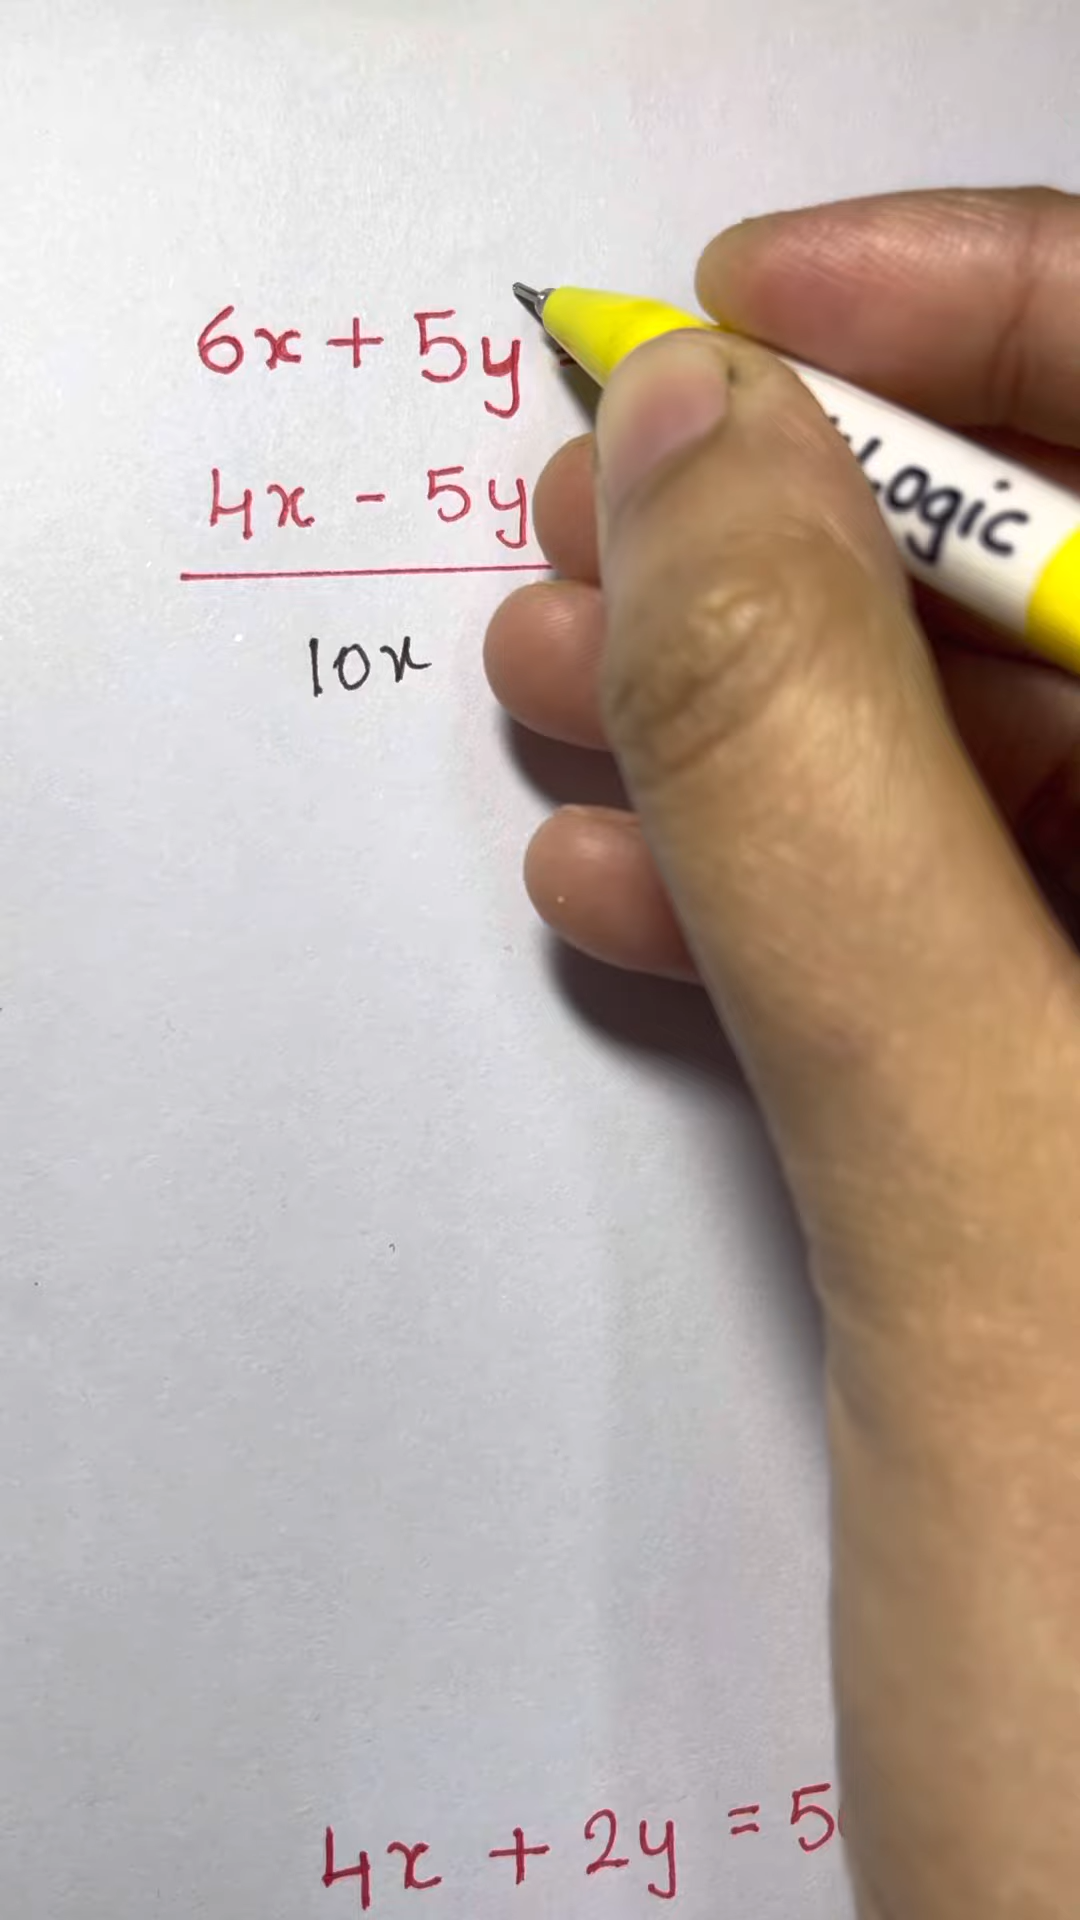 6x + 5y =
4x - 5y
10x
Logic
4x + 2y = 5